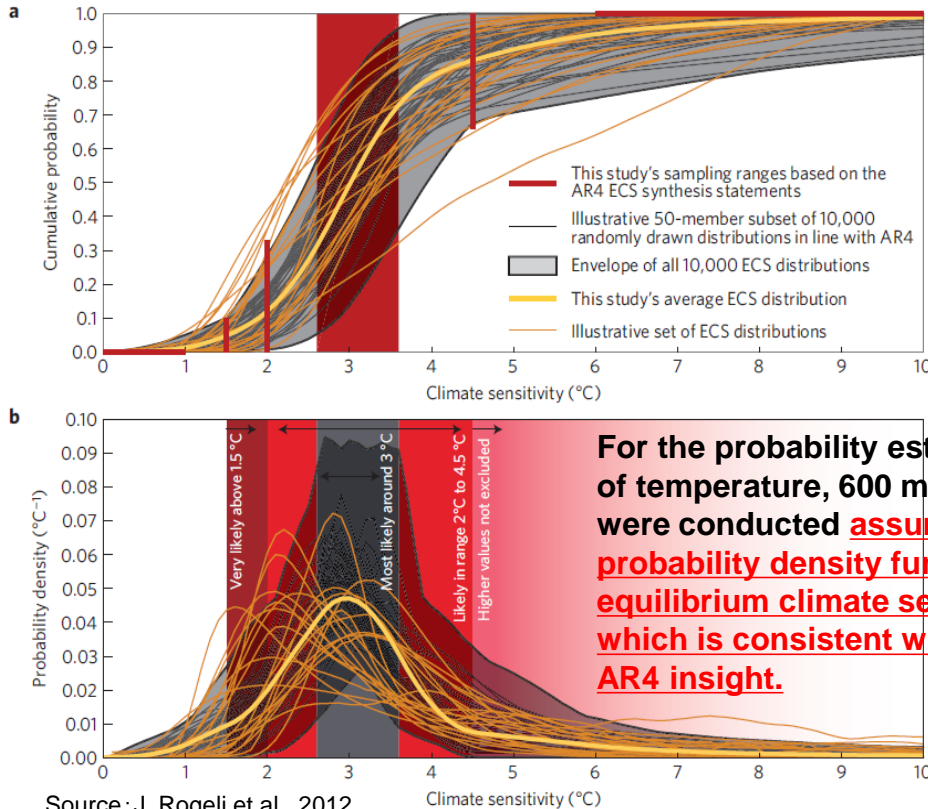 a
1.0
0.9
0.8
0.7
0.6
0.5
0.4
0.3
0.2
0.1
0.0
Cumulative probability
This study's sampling ranges based on the
AR4 ECS synthesis statements
Illustrative 50-member subset of 10,000
randomly drawn distributions in line with AR4
Envelope of all 10,000 ECS distributions
This study's average ECS distribution
Illustrative set of ECS distributions
0 1 2 3 4 5 6 7 8 9 10
Climate sensitivity (°C)
b
0.10
0.09
0.08
0.07
0.06
0.05
0.04
0.03
0.02
0.01
0.00
Probability density (°C⁻¹)
Very likely above 1.5 °C
Most likely around 3 °C
Likely in range 2°C to 4.5 °C
Higher values not excluded
For the probability est
of temperature, 600 m
were conducted assu
probability density fu
equilibrium climate se
which is consistent w
AR4 insight.
0 1 2 3 4 5 6 7 8 9 10
Climate sensitivity (°C)
Source: J. Rogelj et al., 2012